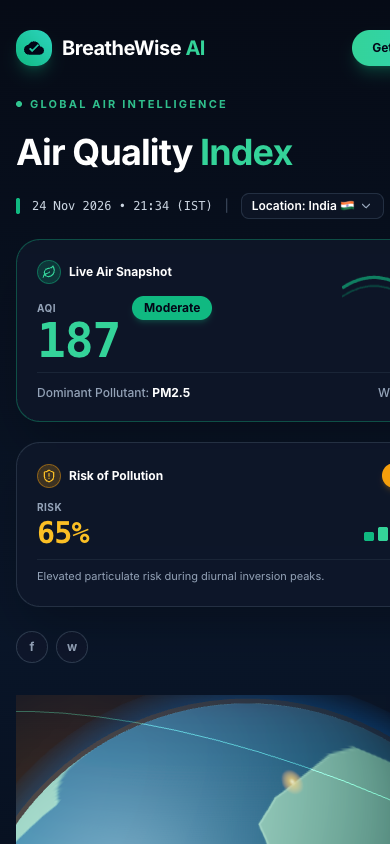 BreatheWise AI
Get
GLOBAL AIR INTELLIGENCE
Air Quality Index
24 Nov 2026 • 21:34 (IST) | Location: India 🇮🇳
Live Air Snapshot
AQI
187 Moderate
Dominant Pollutant: PM2.5
Risk of Pollution
RISK
65%
Elevated particulate risk during diurnal inversion peaks.
f w